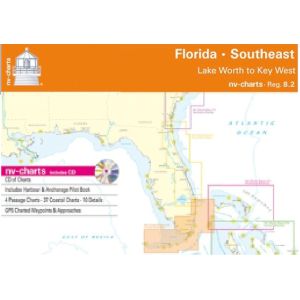 nv-charts
Florida • Southeast
Lake Worth to Key West
nv-charts · Reg. 8.2
ATLANTIC
OCEAN
nv-charts includes CD
CD of Charts
Includes Harbour & Anchorage Pilot Book
4 Passage Charts · 37 Coastal Charts · 10 Details
GPS Charted Waypoints & Approaches
GULF OF MEXICO